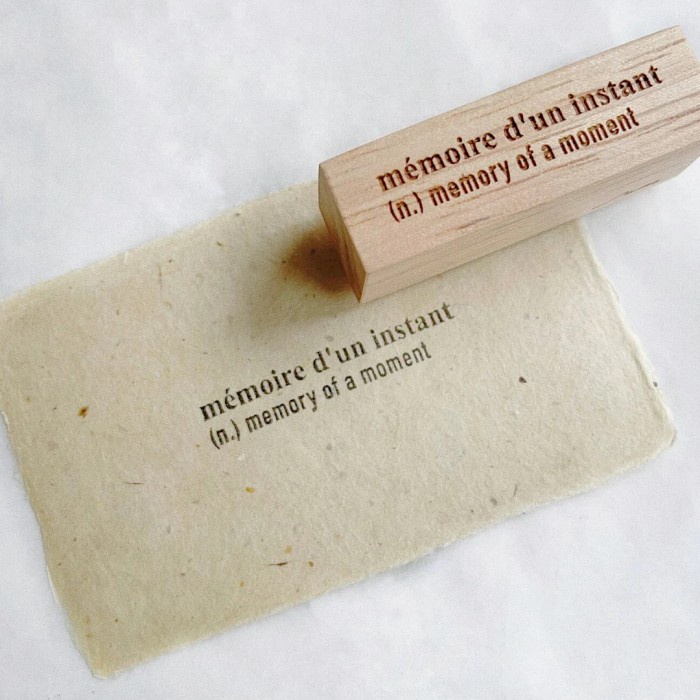 mémoire d'un instant
(n.) memory of a moment
mémoire d'un instant
(n.) memory of a moment